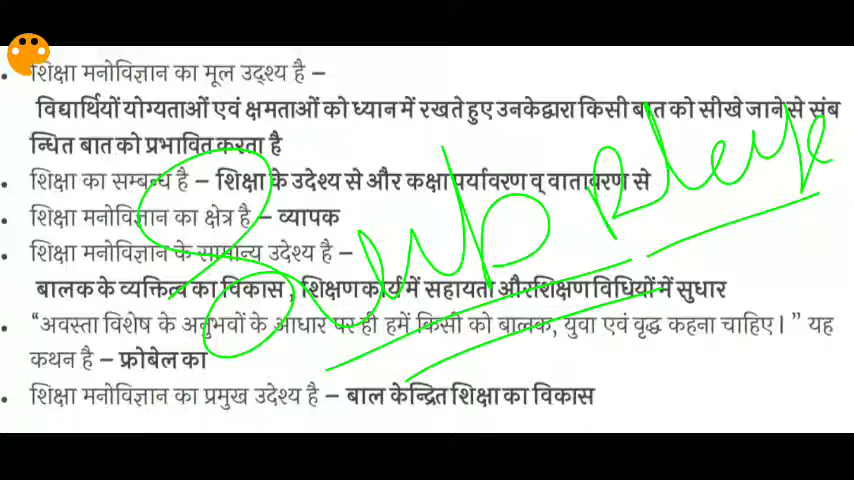 शिक्षा मनोविज्ञान का मूल उद्श्य है –
विद्यार्थियों योग्यताओं एवं क्षमताओं को ध्यान में रखते हुए उनकेद्वारा किसी बात को सीखे जाने से संब
न्धित बात को प्रभावित करता है
शिक्षा का सम्बन्ध है – शिक्षा के उदेश्य से और कक्षा पर्यावरण व् वातावरण से
शिक्षा मनोविज्ञान का क्षेत्र है – व्यापक
शिक्षा मनोविज्ञान के सामान्य उदेश्य है –
बालक के व्यक्तित्व का विकास , शिक्षण कार्य में सहायता औरशिक्षण विधियों में सुधार
“अवस्ता विशेष के अनुभवों के आधार पर ही हमें किसी को बालक, युवा एवं वृद्ध कहना चाहिए।” यह
कथन है – फ्रोबेल का
शिक्षा मनोविज्ञान का प्रमुख उदेश्य है – बाल केन्द्रित शिक्षा का विकास